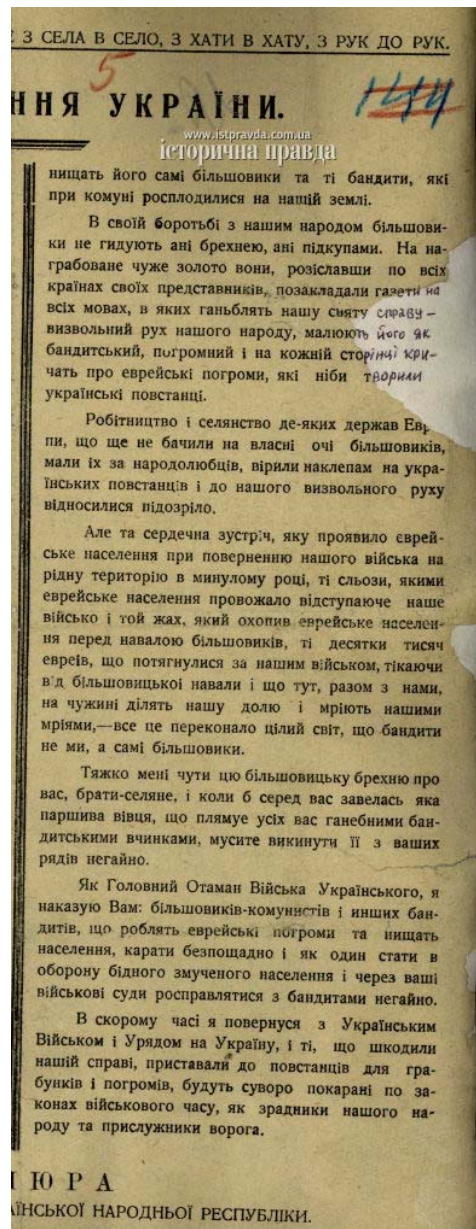 З СЕЛА В СЕЛО, З ХАТИ В ХАТУ, З РУК ДО РУК.
5
ННЯ УКРАЇНИ.
www.istpravda.com.ua
історична правда
нищать його самі більшовики та ті бандити, які
при комуні росплодилися на нащій землі.
В своїй боротьбі з нашим народом більшови-
ки не гидують ані брехнею, ані підкупами. На на-
грабоване чуже золото вони, розіславши по всіх
країнах своїх представників, позакладали газети на
всіх мовах, в яких ганьблять нашу святу справу –
визвольний рух нашого народу, малюють його як
бандитський, погромний і на кожній сторінці кри-
чать про еврейські погроми, які ніби творили
українські повстанці.
Робітництво і селянство де-яких держав Евр
пи, що ще не бачили на власні очі більшовиків,
мали їх за народолюбців, вірили наклепам на укра-
їнських повстанців і до нашого визвольного руху
відносилися підозріло.
Але та сердечна зустріч, яку проявило еврей-
ське населення при поверненню нашого війська на
рідну територію в минулому році, ті сльози, якими
еврейське населення провожало відступаюче наше
військо і той жах, який охопив еврейське населен-
ня перед навалою більшовиків, ті десятки тисяч
евреїв, що потягнулися за нашим військом, тікаючи
від більшовицької навали і що тут, разом з нами,
на чужині ділять нашу долю і мріють нашими
мріями,—все це переконало цілий світ, що бандити
не ми, а самі більшовики.
Тяжко мені чути цю більшовицьку брехню про
вас, брати-селяне, і коли б серед вас завелась яка
паршива вівця, що плямує усіх вас ганебними бан-
дитськими вчинками, мусите викинути її з ваших
рядів негайно.
Як Головний Отаман Війська Українського, я
наказую Вам: більшовиків-комунистів і инших бан-
дитів, що роблять еврейські погроми та нищать
населення, карати безпощадно і як один стати в
оборону бідного змученого населення і через ваші
військові суди росправлятися з бандитами негайно.
В скорому часі я повернуся з Українським
Військом і Урядом на Україну, і ті, що шкодили
нашій справі, приставали до повстанців для гра-
бунків і погромів, будуть суворо покарані по за-
конах військового часу, як зрадники нашого на-
роду та прислужники ворога.
ЮРА
ЇНСЬКОЇ НАРОДНЬОЇ РЕСПУБЛІКИ.